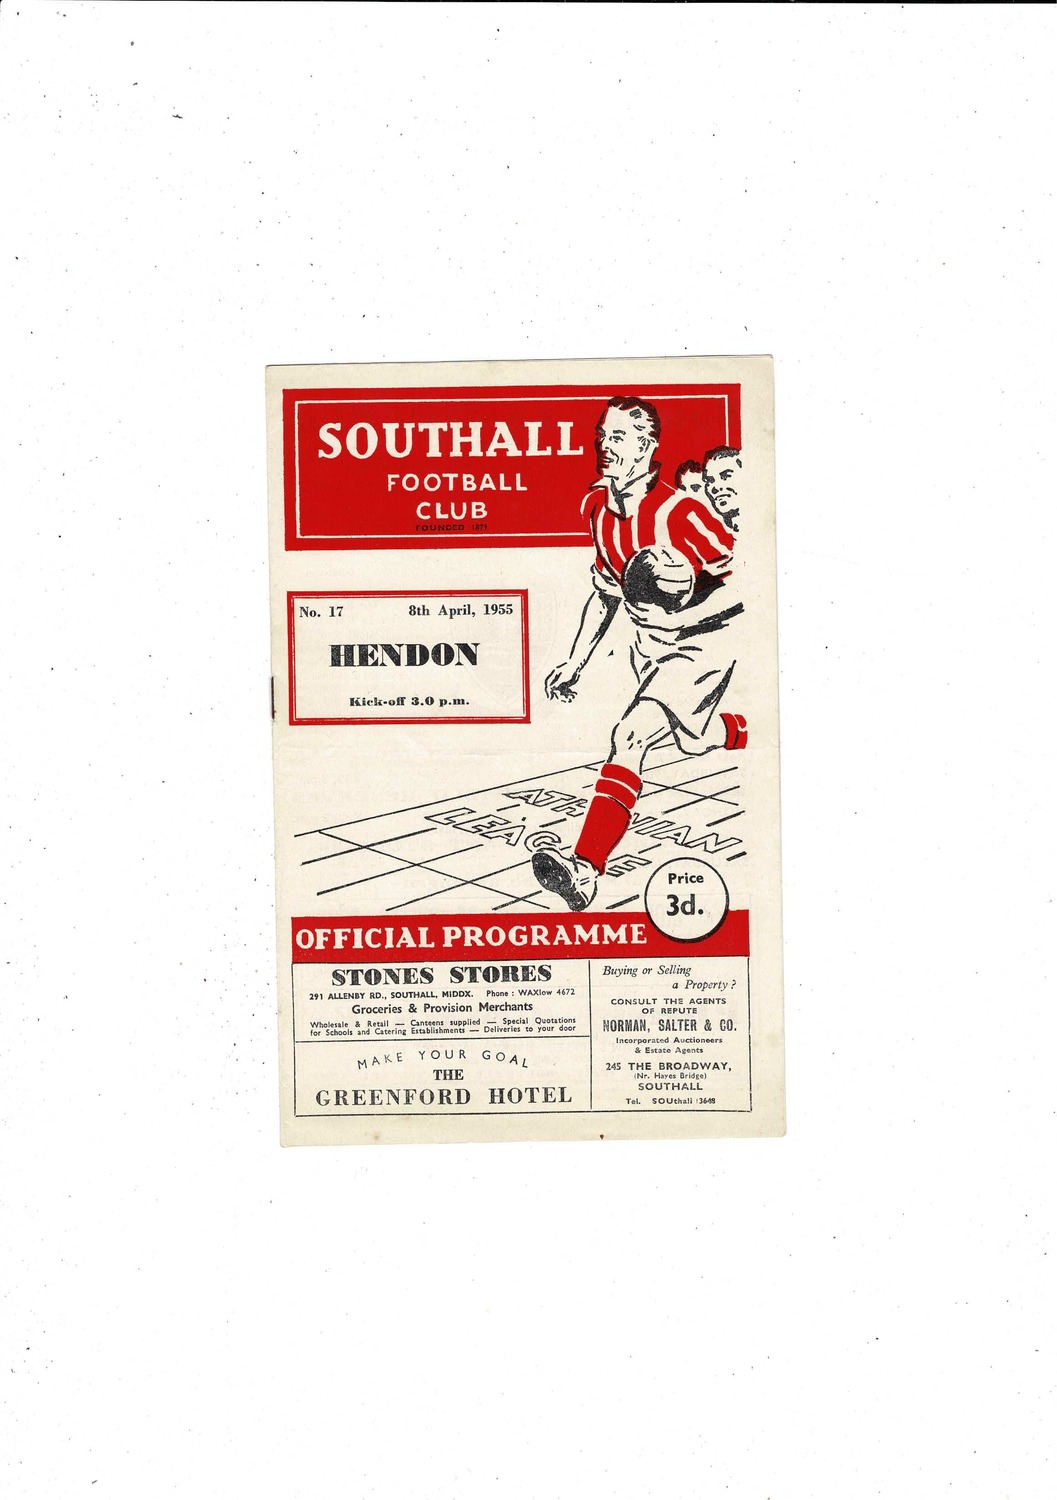 SOUTHALL
FOOTBALL
CLUB
FOUNDED 1871
No. 17 8th April, 1955
HENDON
Kick-off 3.0 p.m.
ATH NIAN
LEAG E
Price
3d.
OFFICIAL PROGRAMME
STONES STORES
291 ALLENBY RD., SOUTHALL, MIDDX. Phone : WAXlow 4672
Groceries & Provision Merchants
Wholesale & Retail — Canteens supplied — Special Quotations
for Schools and Catering Establishments — Deliveries to your door
MAKE YOUR GOAL
THE
GREENFORD HOTEL
Buying or Selling
a Property ?
CONSULT THE AGENTS
OF REPUTE
NORMAN, SALTER & CO.
Incorporated Auctioneers
& Estate Agents
245 THE BROADWAY,
(Nr. Hayes Bridge)
SOUTHALL
Tel. SOUthall 3648